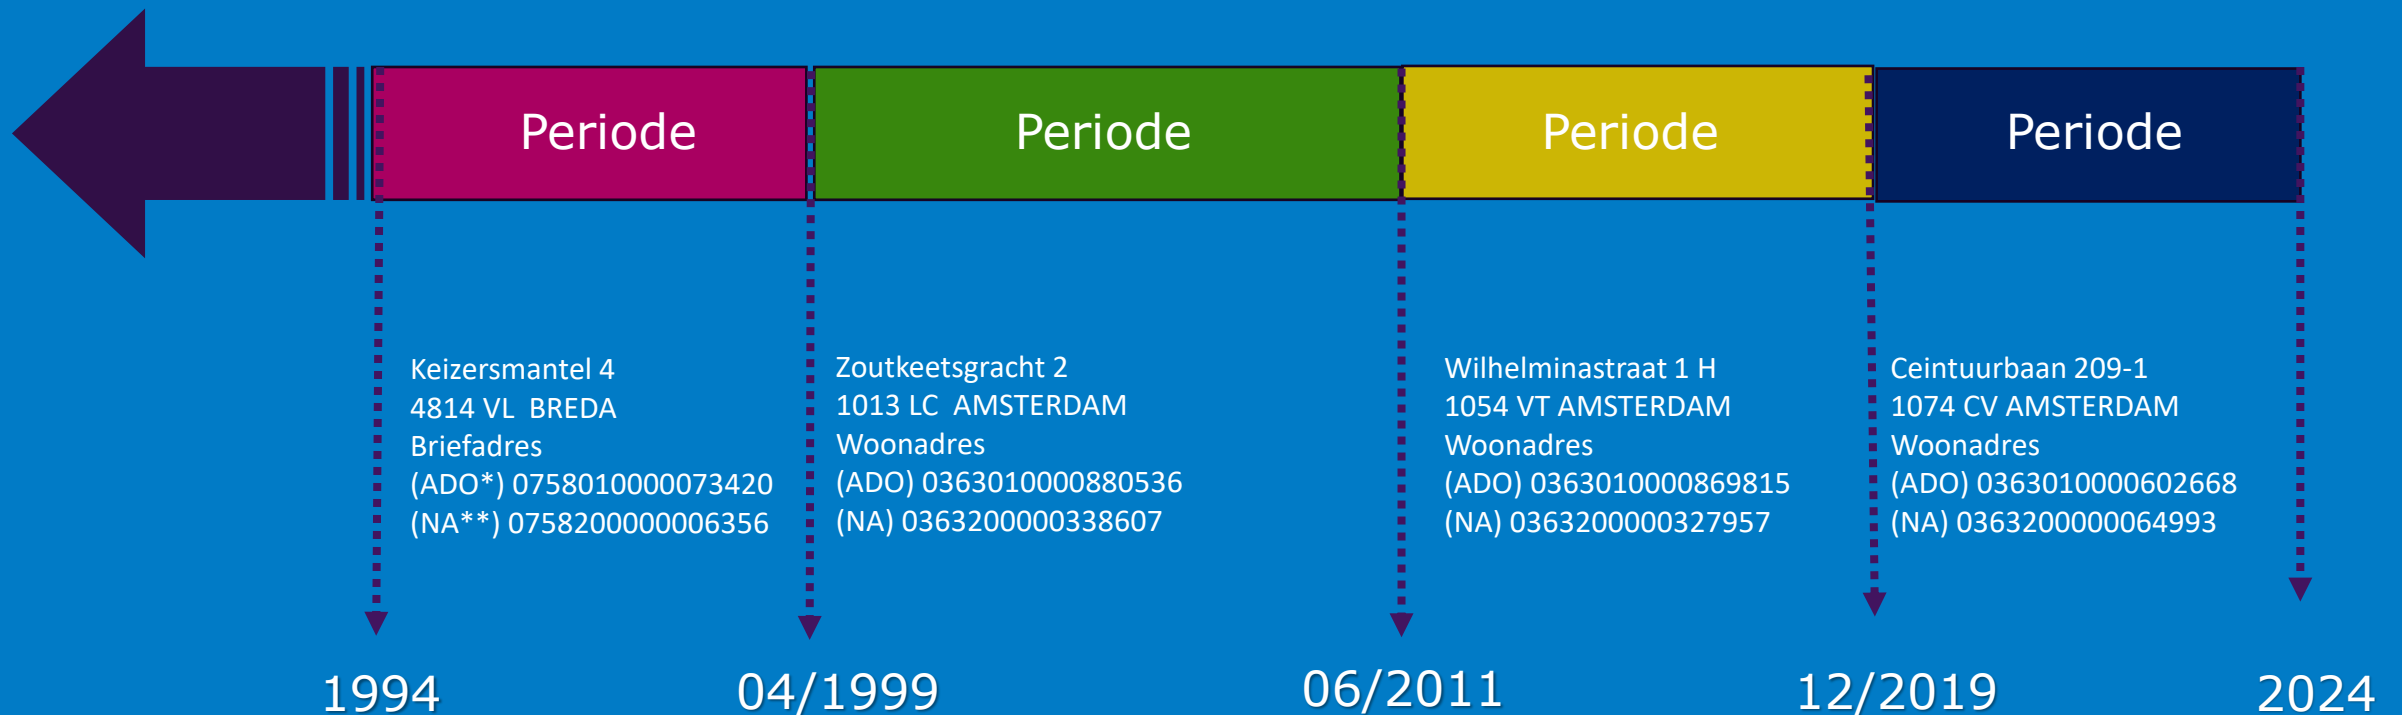 Periode
Periode
Periode
Periode
Keizersmantel 4
4814 VL  BREDA
Briefadres
(ADO*) 0758010000073420
(NA**) 0758200000006356
Zoutkeetsgracht 2
1013 LC  AMSTERDAM
Woonadres
(ADO) 0363010000880536
(NA) 0363200000338607
Wilhelminastraat 1 H
1054 VT AMSTERDAM
Woonadres
(ADO) 0363010000869815
(NA) 0363200000327957
Ceintuurbaan 209-1
1074 CV AMSTERDAM
Woonadres
(ADO) 0363010000602668
(NA) 0363200000064993
1994
04/1999
06/2011
12/2019
2024